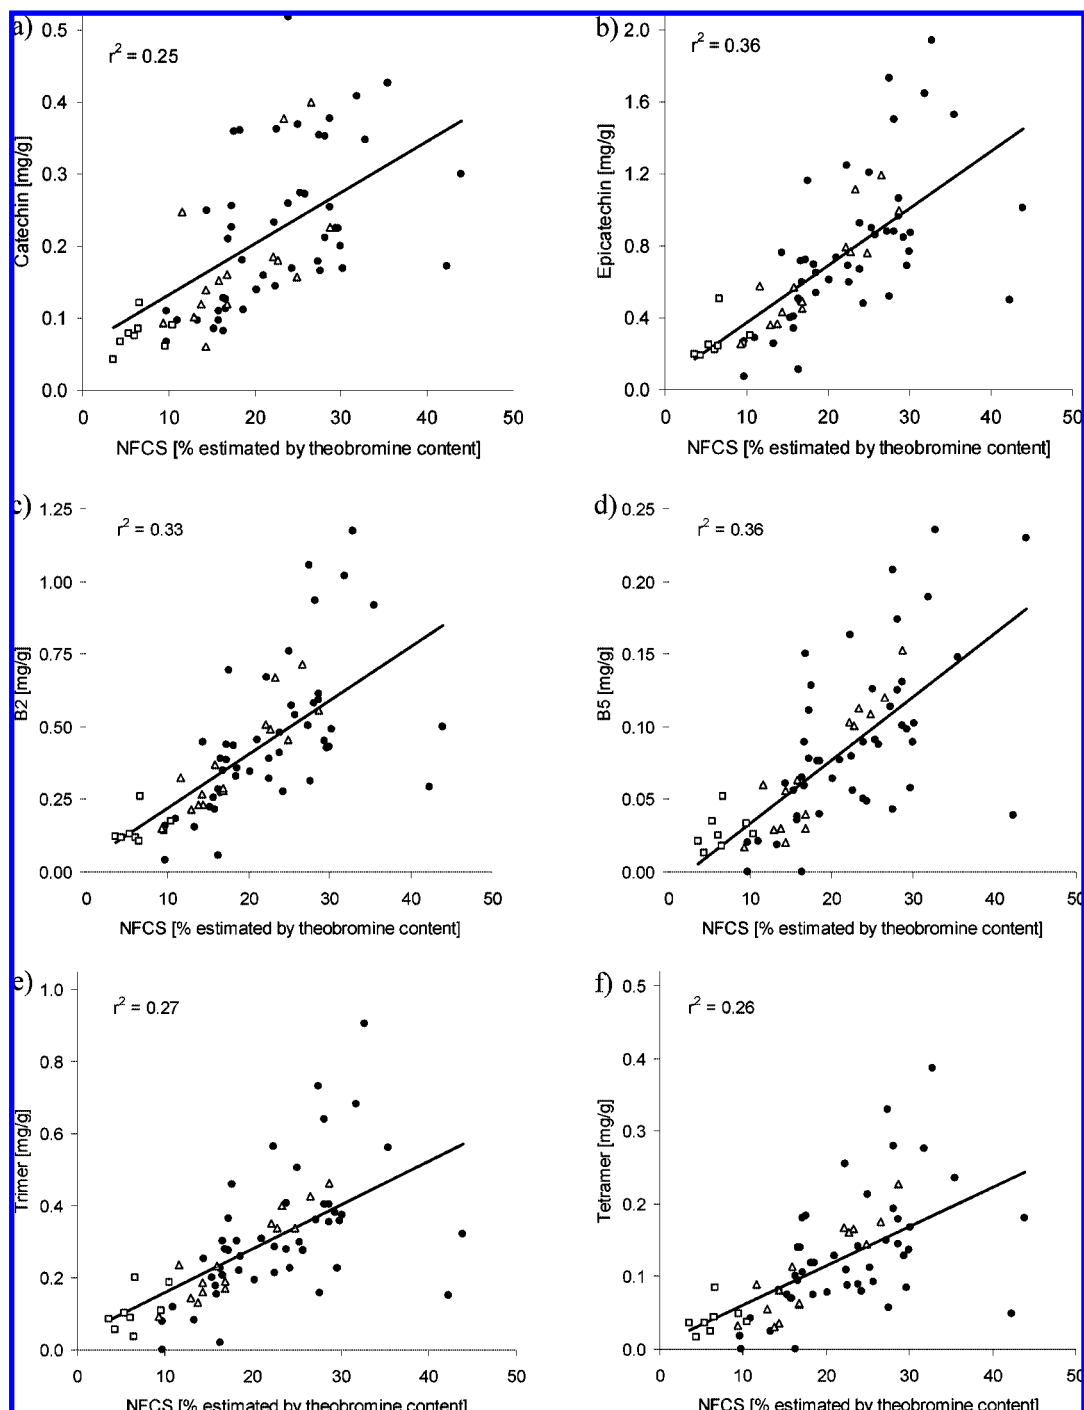 a)
r² = 0.25
0.5
0.4
0.3
0.2
0.1
0.0
Catechin [mg/g]
0 10 20 30 40 50
NFCS [% estimated by theobromine content]
b)
r² = 0.36
2.0
1.6
1.2
0.8
0.4
0.0
Epicatechin [mg/g]
0 10 20 30 40 50
NFCS [% estimated by theobromine content]
c)
r² = 0.33
1.25
1.00
0.75
0.50
0.25
0.00
B2 [mg/g]
0 10 20 30 40 50
NFCS [% estimated by theobromine content]
d)
r² = 0.36
0.25
0.20
0.15
0.10
0.05
0.00
B5 [mg/g]
0 10 20 30 40 50
NFCS [% estimated by theobromine content]
e)
r² = 0.27
1.0
0.8
0.6
0.4
0.2
0.0
Trimer [mg/g]
0 10 20 30 40 50
NFCS [% estimated by theobromine content]
f)
r² = 0.26
0.5
0.4
0.3
0.2
0.1
0.0
Tetramer [mg/g]
0 10 20 30 40 50
NFCS [% estimated by theobromine content]